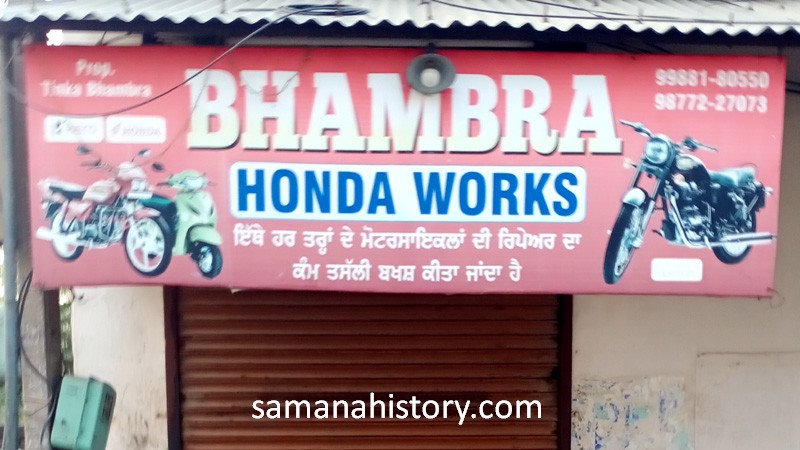 Prop.
Tinka Bhambra
BHAMBRA
99881-80550
98772-27073
HONDA
HONDA WORKS
ਇੱਥੇ ਹਰ ਤਰ੍ਹਾਂ ਦੇ ਮੋਟਰਸਾਇਕਲਾਂ ਦੀ ਰਿਪੇਅਰ ਦਾ
ਕੰਮ ਤਸੱਲੀ ਬਖਸ਼ ਕੀਤਾ ਜਾਂਦਾ ਹੈ
samanahistory.com